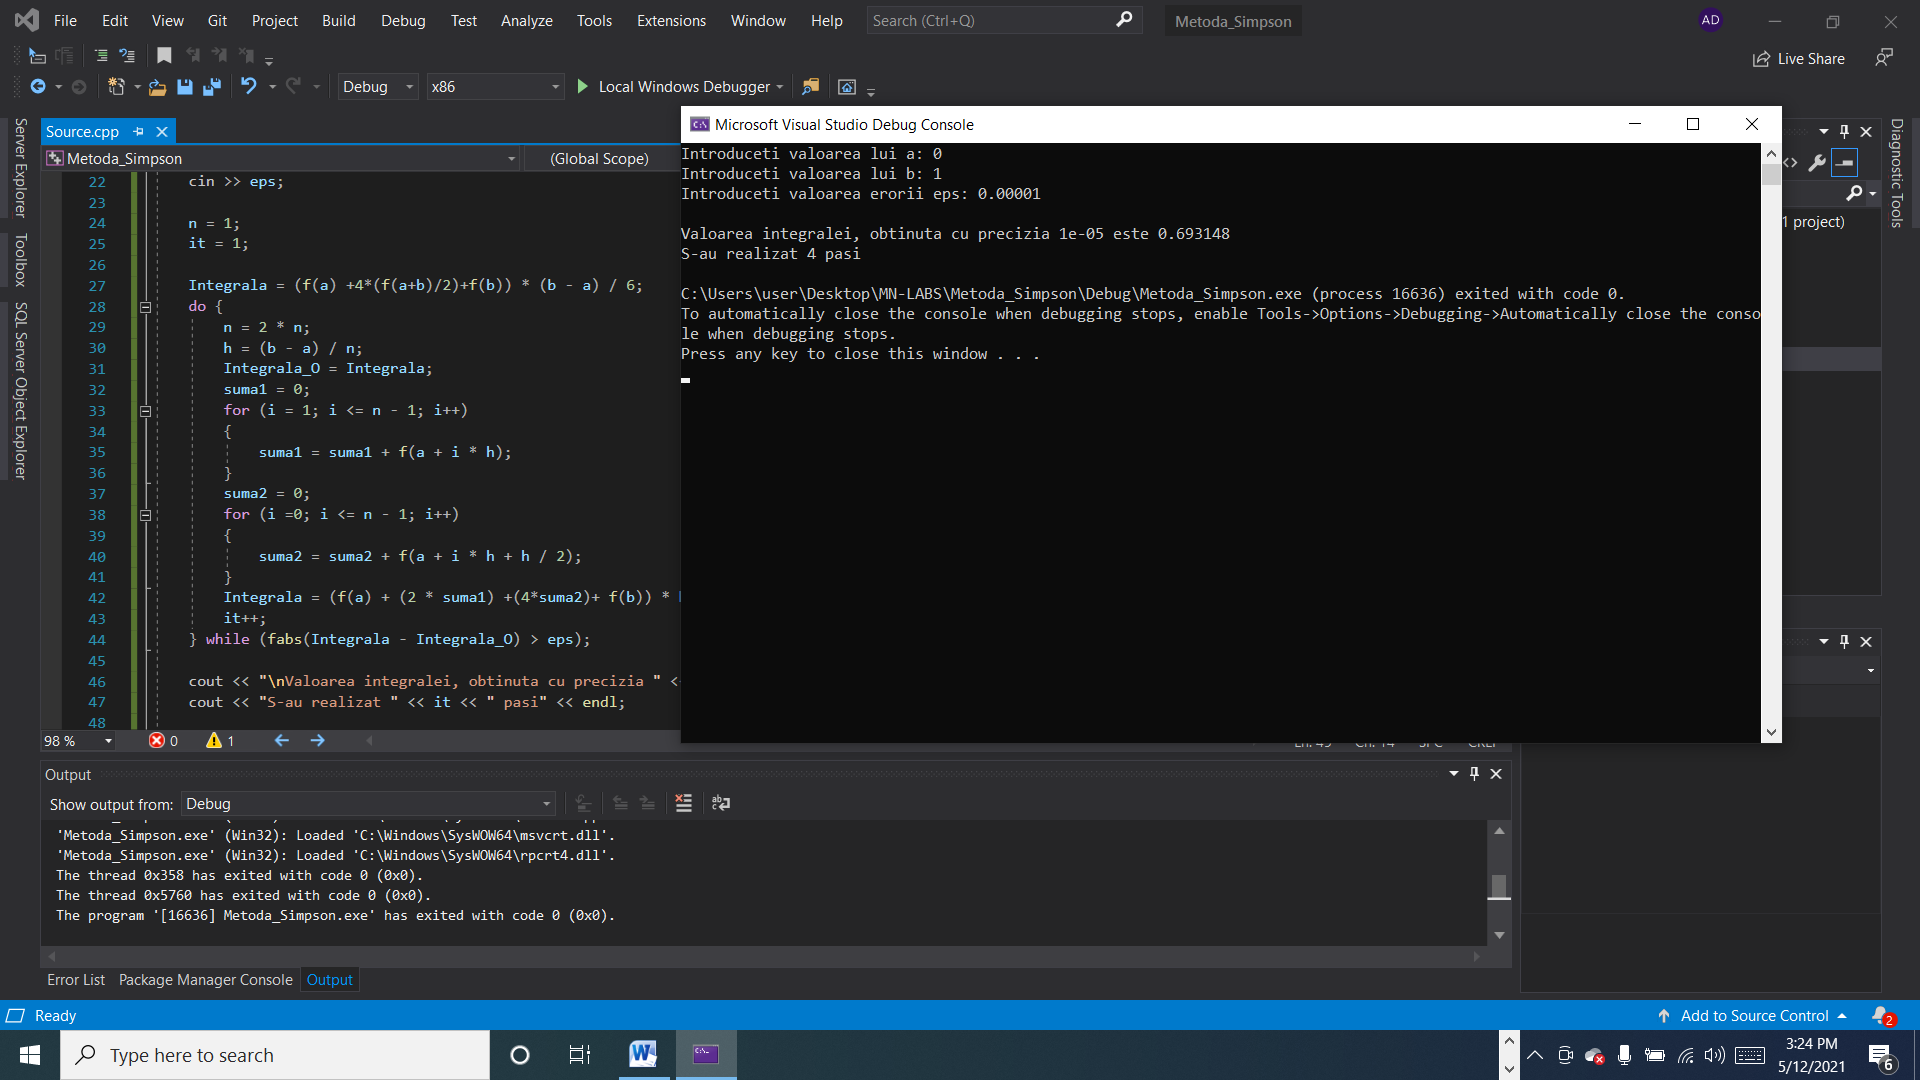 File Edit View Git Project Build Debug Test Analyze Tools Extensions Window Help Search (Ctrl+Q) Metoda_Simpson AD
Live Share
Debug x86 Local Windows Debugger
Server Explorer
Toolbox
SQL Server Object Explorer
Source.cpp
Metoda_Simpson (Global Scope)
22 cin >> eps;
23
24 n = 1;
25 it = 1;
26
27 Integrala = (f(a) +4*(f(a+b)/2)+f(b)) * (b - a) / 6;
28 do {
29 n = 2 * n;
30 h = (b - a) / n;
31 Integrala_O = Integrala;
32 suma1 = 0;
33 for (i = 1; i <= n - 1; i++)
34 {
35 suma1 = suma1 + f(a + i * h);
36 }
37 suma2 = 0;
38 for (i =0; i <= n - 1; i++)
39 {
40 suma2 = suma2 + f(a + i * h + h / 2);
41 }
42 Integrala = (f(a) + (2 * suma1) +(4*suma2)+ f(b)) *
43 it++;
44 } while (fabs(Integrala - Integrala_O) > eps);
45
46 cout << "\nValoarea integralei, obtinuta cu precizia " <
47 cout << "S-au realizat " << it << " pasi" << endl;
48
98 % 0 1
Microsoft Visual Studio Debug Console
Introduceti valoarea lui a: 0
Introduceti valoarea lui b: 1
Introduceti valoarea erorii eps: 0.00001
Valoarea integralei, obtinuta cu precizia 1e-05 este 0.693148
S-au realizat 4 pasi
C:\Users\user\Desktop\MN-LABS\Metoda_Simpson\Debug\Metoda_Simpson.exe (process 16636) exited with code 0.
To automatically close the console when debugging stops, enable Tools->Options->Debugging->Automatically close the conso
le when debugging stops.
Press any key to close this window . . .
1 project)
Diagnostic Tools
Output
Show output from: Debug
'Metoda_Simpson.exe' (Win32): Loaded 'C:\Windows\SysWOW64\msvcrt.dll'.
'Metoda_Simpson.exe' (Win32): Loaded 'C:\Windows\SysWOW64\rpcrt4.dll'.
The thread 0x358 has exited with code 0 (0x0).
The thread 0x5760 has exited with code 0 (0x0).
The program '[16636] Metoda_Simpson.exe' has exited with code 0 (0x0).
Error List Package Manager Console Output
Ready Add to Source Control 2
Type here to search
3:24 PM
5/12/2021
6